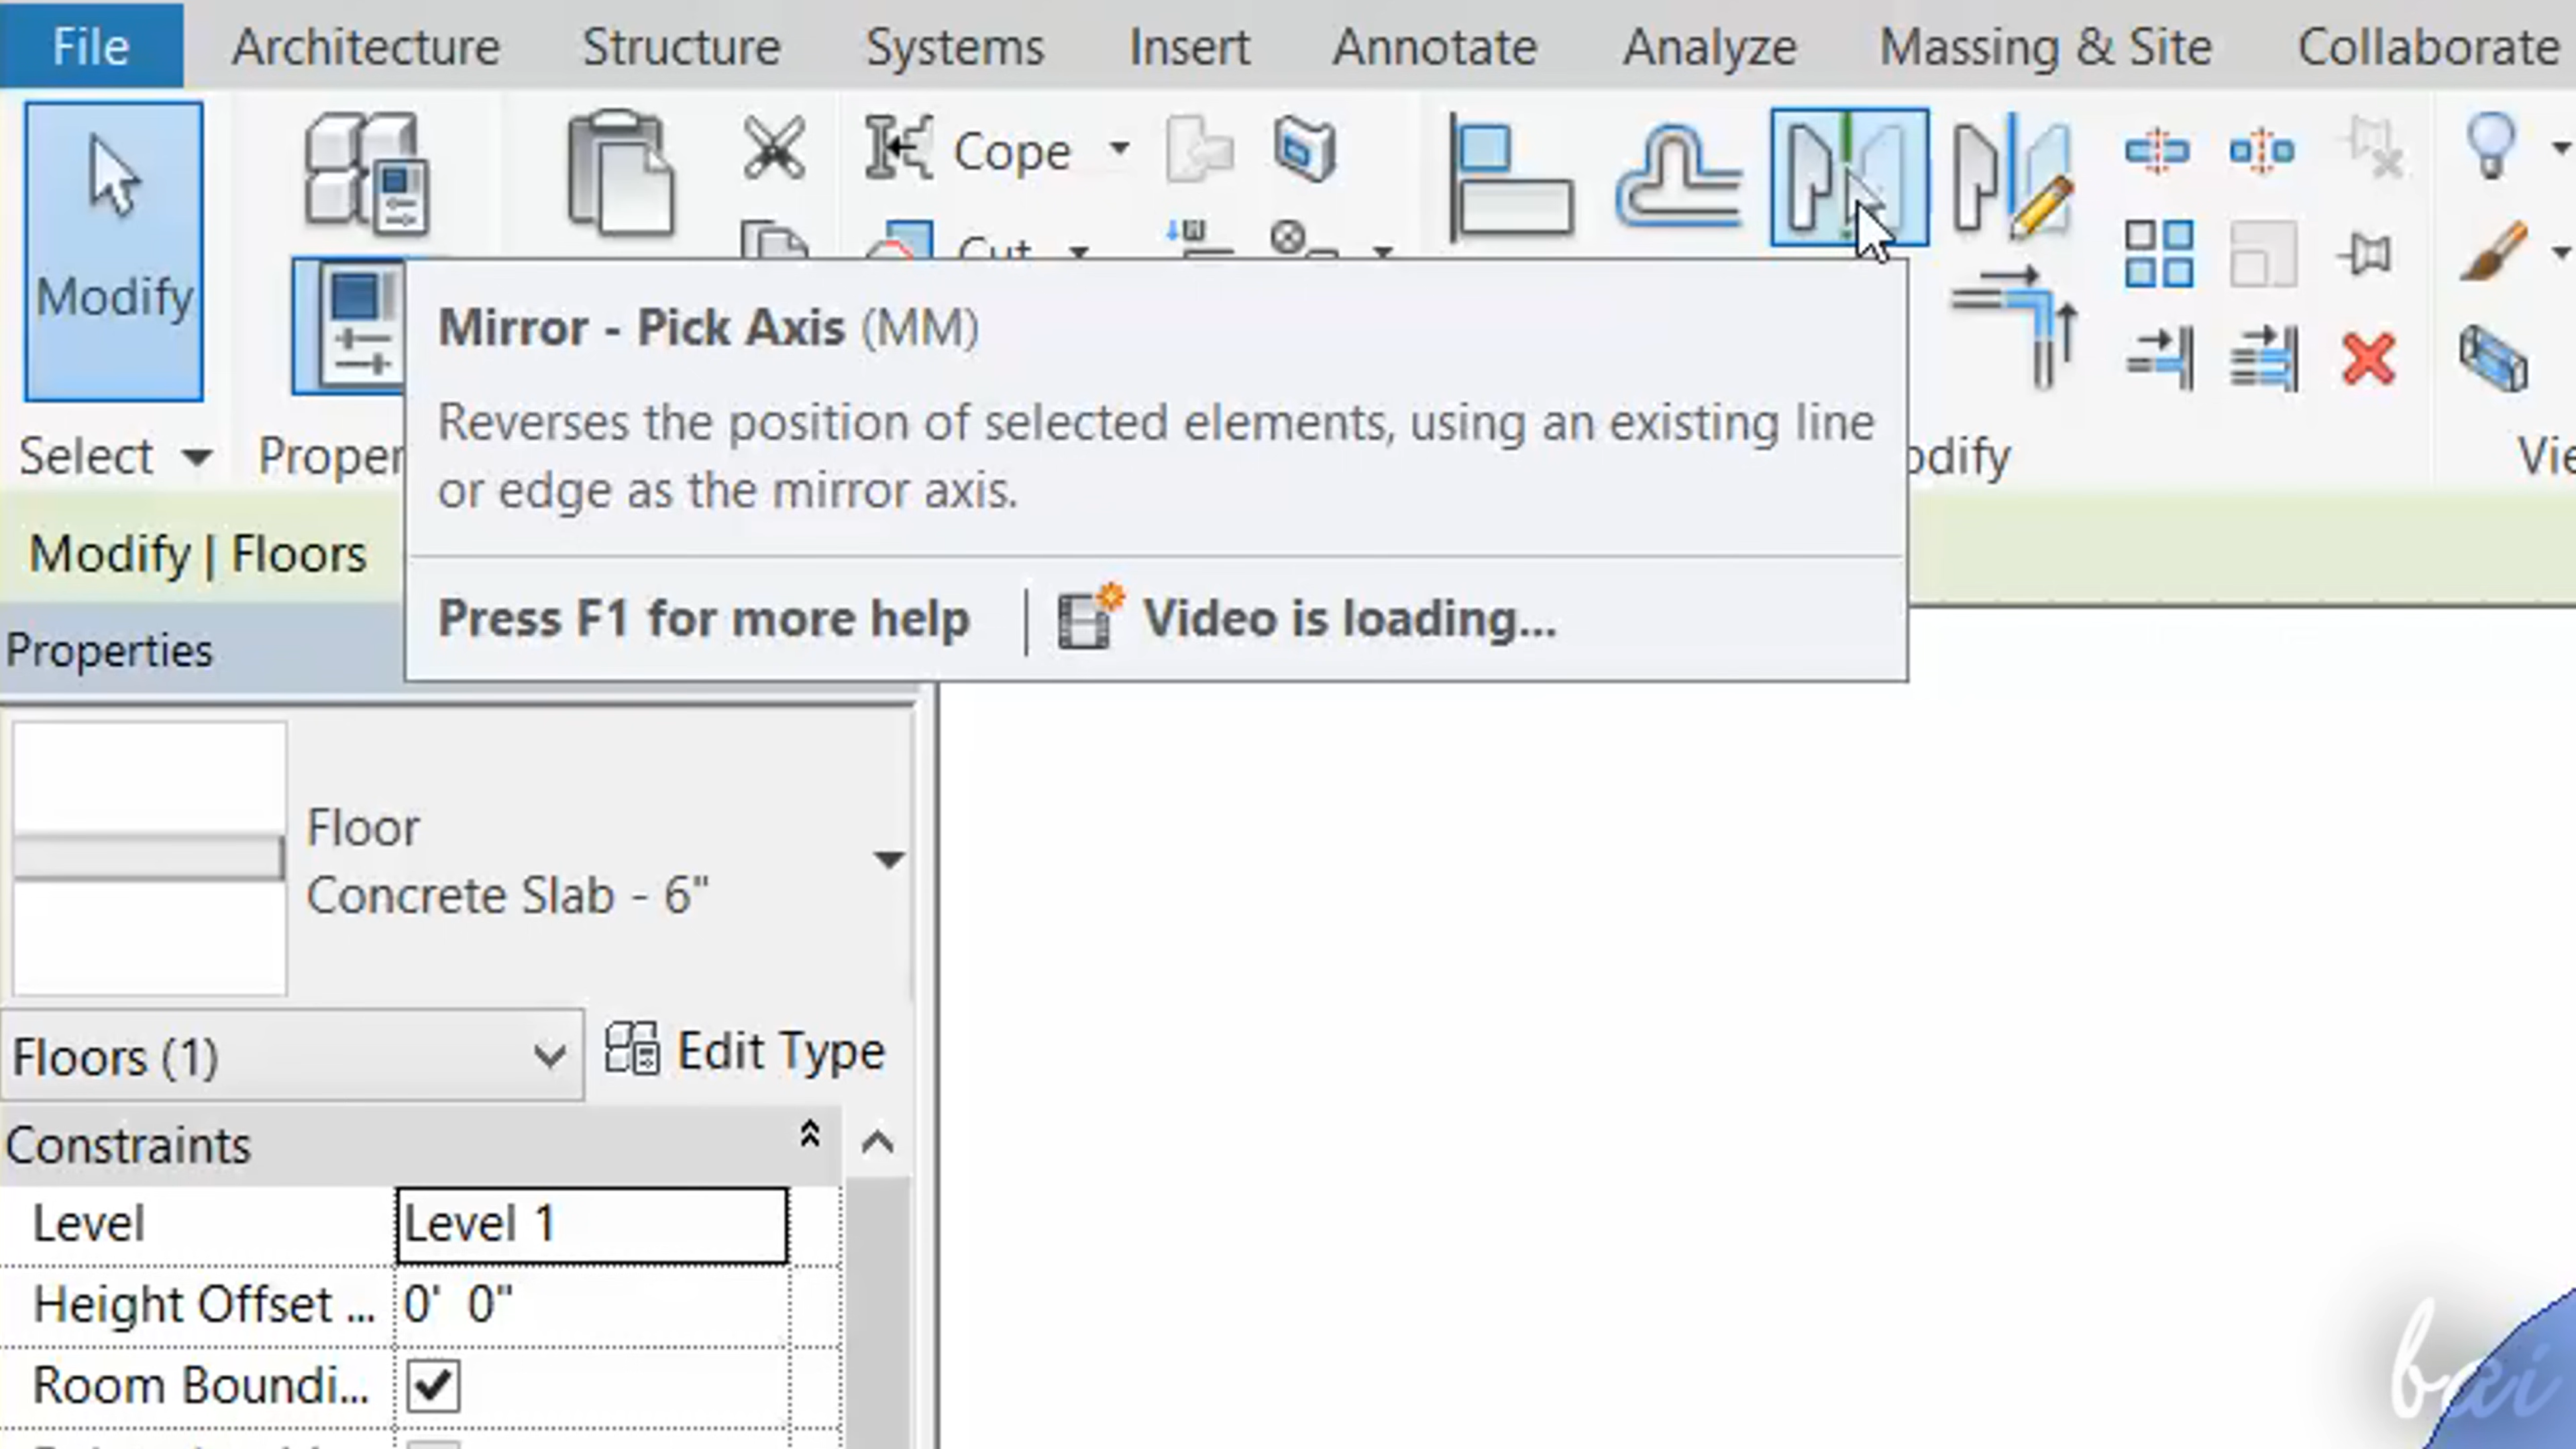 File Architecture Structure Systems Insert Annotate Analyze Massing & Site Collaborate
Modify
Cope
Cut
Select
Mirror - Pick Axis (MM)
Reverses the position of selected elements, using an existing line
or edge as the mirror axis.
Press F1 for more help | Video is loading...
Modify | Floors
Properties
Floor
Concrete Slab - 6"
Floors (1)
Edit Type
Constraints
Level Level 1
Height Offset ... 0' 0"
Room Boundi...